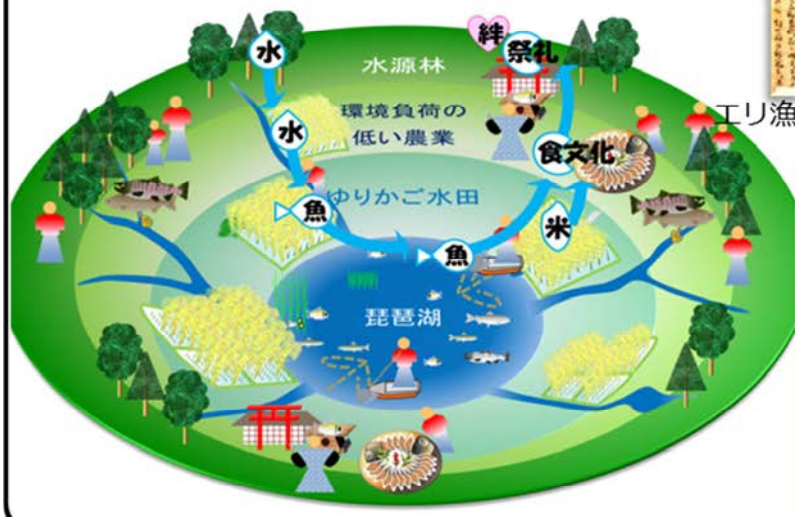 絆
祭礼
水
水源林
エリ漁
環境負荷の
低い農業
水
食文化
ゆりかご水田
魚
米
魚
琵琶湖